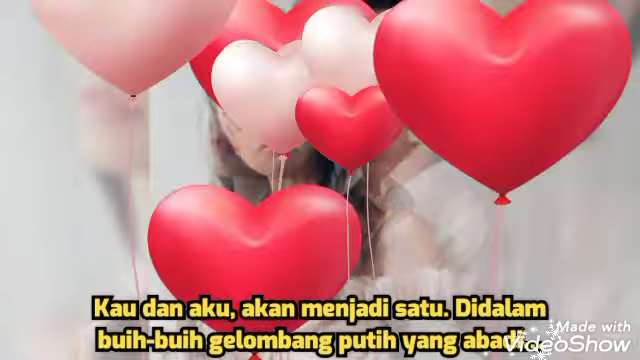 Kau dan aku, akan menjadi satu. Didalam
buih-buih gelombang putih yang abadi
Made with
VideoShow